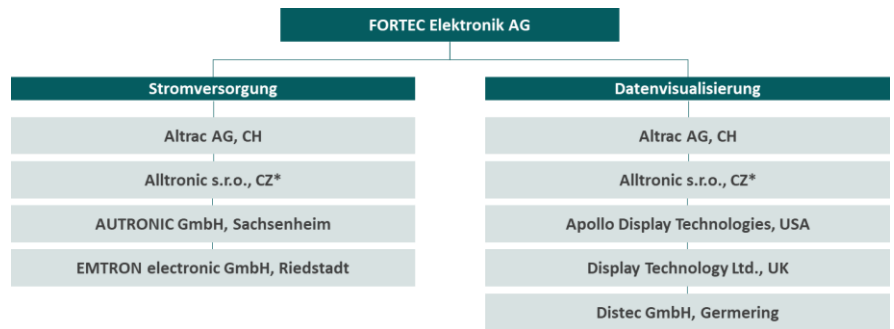 FORTEC Elektronik AG
Stromversorgung
Altrac AG, CH
Alltronic s.r.o., CZ*
AUTRONIC GmbH, Sachsenheim
EMTRON electronic GmbH, Riedstadt
Datenvisualisierung
Altrac AG, CH
Alltronic s.r.o., CZ*
Apollo Display Technologies, USA
Display Technology Ltd., UK
Distec GmbH, Germering